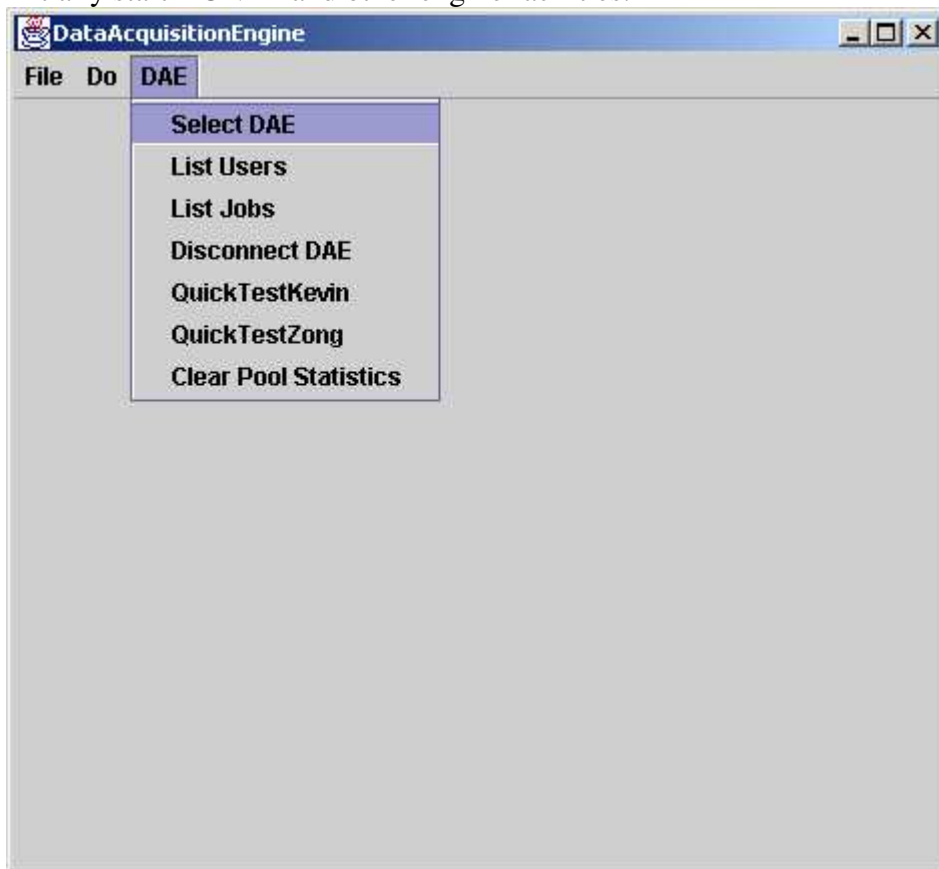 DataAcquisitionEngine
File Do DAE
Select DAE
List Users
List Jobs
Disconnect DAE
QuickTestKevin
QuickTestZong
Clear Pool Statistics